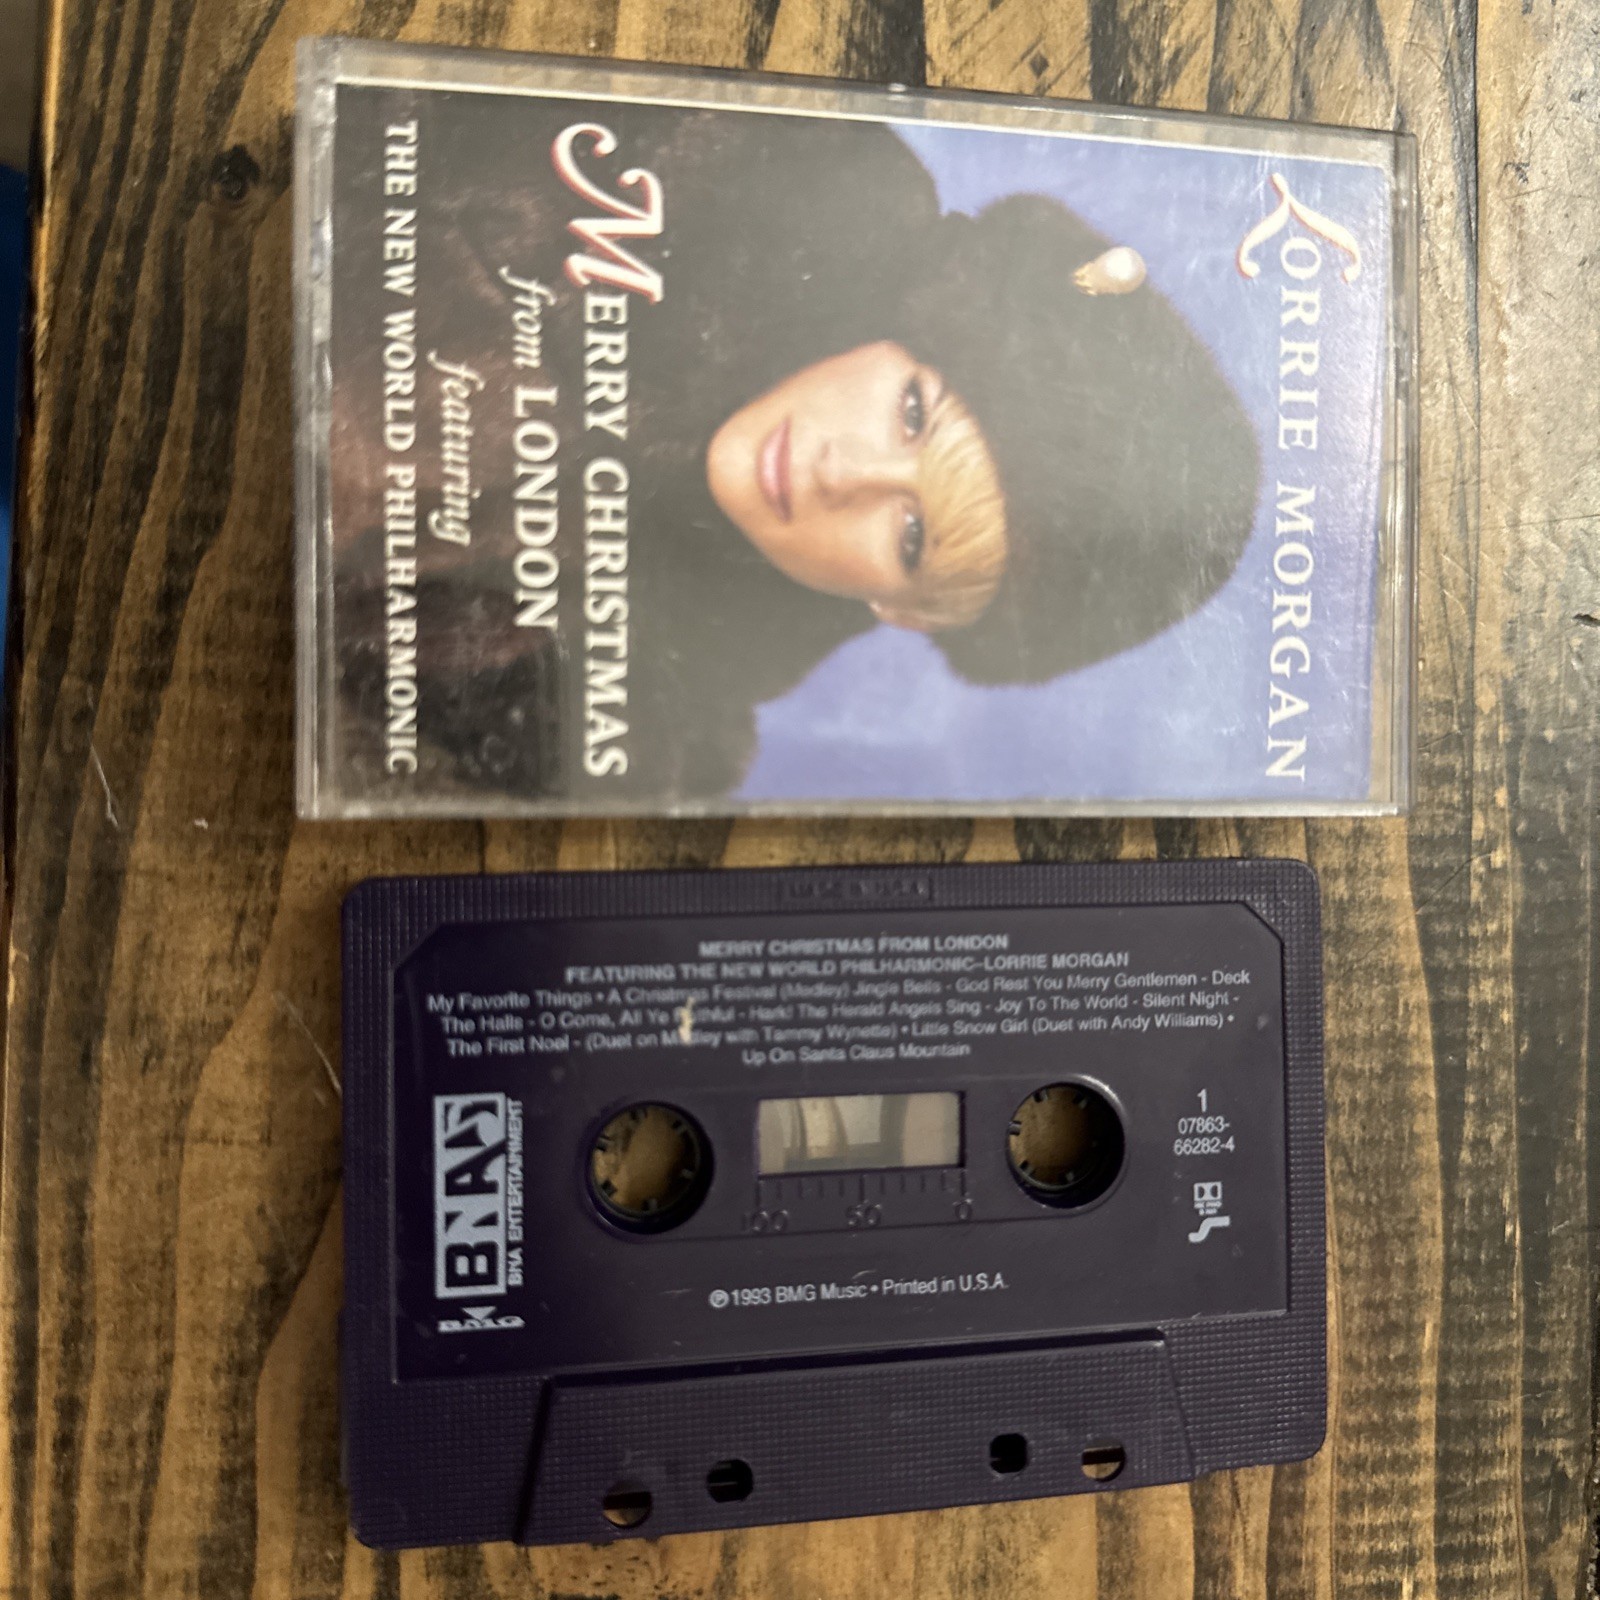 LORRIE MORGAN
MERRY CHRISTMAS
from LONDON
featuring
THE NEW WORLD PHILHARMONIC
MERRY CHRISTMAS FROM LONDON
FEATURING THE NEW WORLD PHILHARMONIC-LORRIE MORGAN
My Favorite Things • A Christmas Festival (Medley) Jingle Bells - God Rest You Merry Gentlemen - Deck
The Halls - O Come, All Ye Faithful - Hark! The Herald Angels Sing - Joy To The World - Silent Night -
The First Noel - (Duet on Medley with Tammy Wynette) • Little Snow Girl (Duet with Andy Williams) •
Up On Santa Claus Mountain
BNA
BNA ENTERTAINMENT
BMG
1
07863-
66282-4
100 50 0
℗ 1993 BMG Music • Printed in U.S.A.